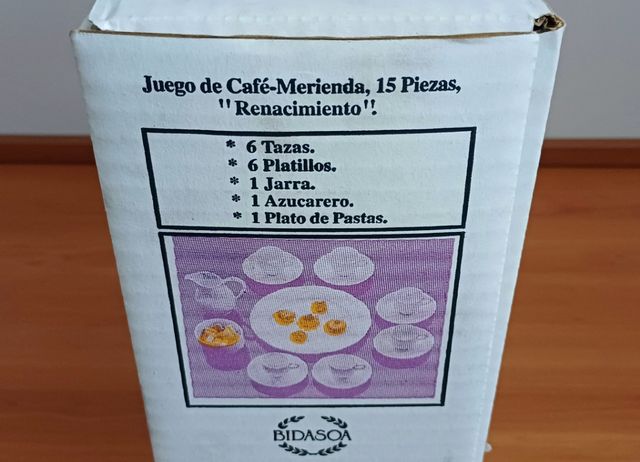 Juego de Café-Merienda, 15 Piezas,
"Renacimiento".
* 6 Tazas.
* 6 Platillos.
* 1 Jarra.
* 1 Azucarero.
* 1 Plato de Pastas.
BIDASOA